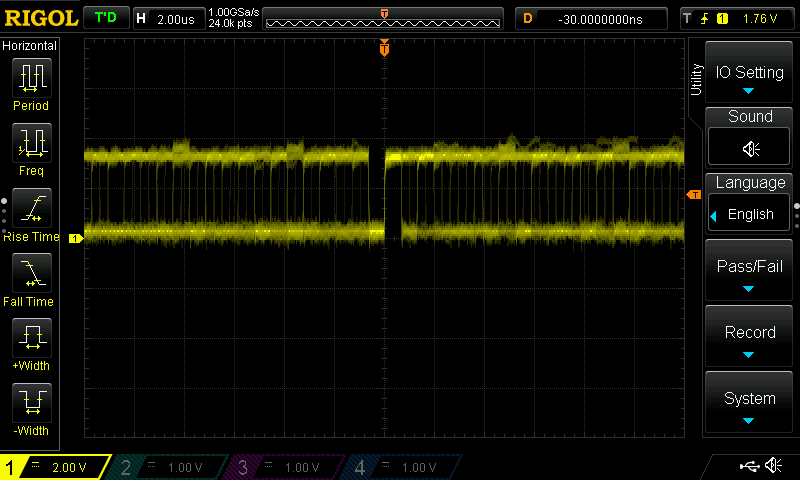 RIGOL T'D H 2.00us 1.00GSa/s 24.0k pts T D -30.0000000ns T 1 1.76 V
Horizontal
Period
Freq
Rise Time
Fall Time
+Width
-Width
T
T
1
Utility
IO Setting
Sound
Language
English
Pass/Fail
Record
System
1 2.00 V 2 1.00 V 3 1.00 V 4 1.00 V